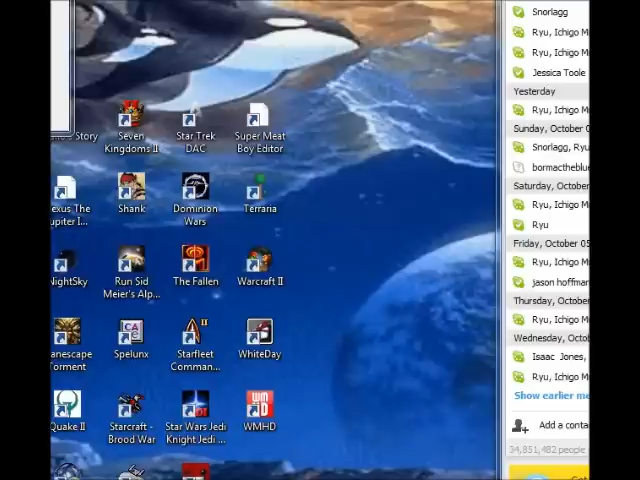 Story
Seven
Kingdoms II
Star Trek
DAC
Super Meat
Boy Editor
exus The
upiter I...
Shank
Dominion
Wars
Terraria
NightSky
Run Sid
Meier's Alp...
The Fallen
Warcraft II
anescape
Torment
Spelunx
Starfleet
Comman...
WhiteDay
Quake II
Starcraft -
Brood War
Star Wars Jedi
Knight Jedi ...
WMHD
Snorlagg
Ryu, Ichigo M
Ryu, Ichigo M
Jessica Toole
Yesterday
Ryu, Ichigo M
Sunday, October 0
Snorlagg, Ryu
bormactheblue
Saturday, October
Ryu, Ichigo M
Ryu
Friday, October 05
Ryu, Ichigo M
jason hoffman
Thursday, October
Ryu, Ichigo M
Wednesday, Octo
Isaac Jones,
Ryu, Ichigo M
Show earlier me
Add a conta
34,851,482 people